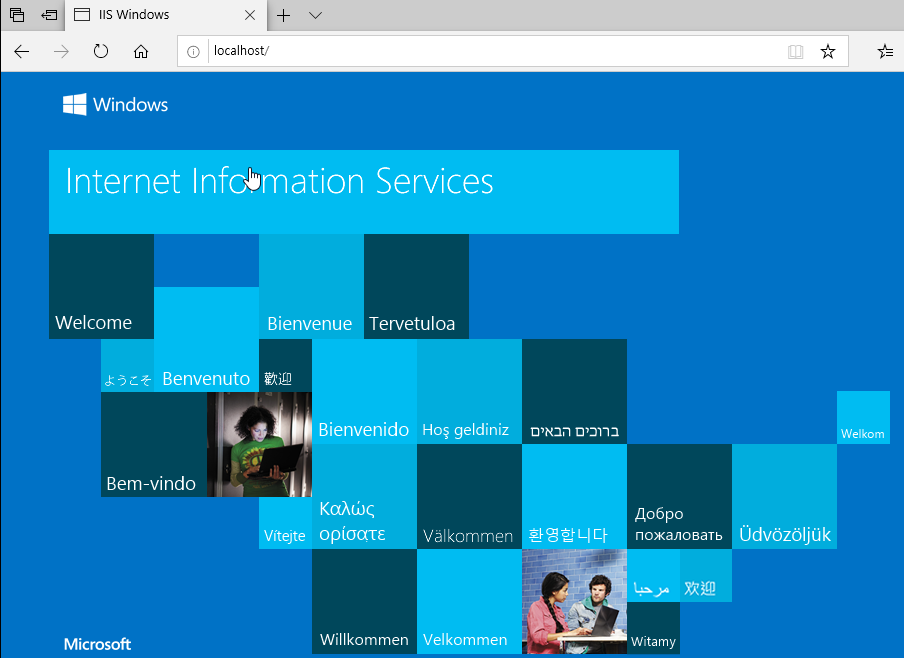 IIS Windows
localhost/
Windows
Internet Information Services
Welcome
Bienvenue
Tervetuloa
ようこそ
Benvenuto
歡迎
Bienvenido
Hoş geldiniz
ברוכים הבאים
Welkom
Bem-vindo
Vítejte
Καλώς
ορίσατε
Välkommen
환영합니다
Добро
пожаловать
Üdvözöljük
Willkommen
Velkommen
مرحبا
欢迎
Witamy
Microsoft